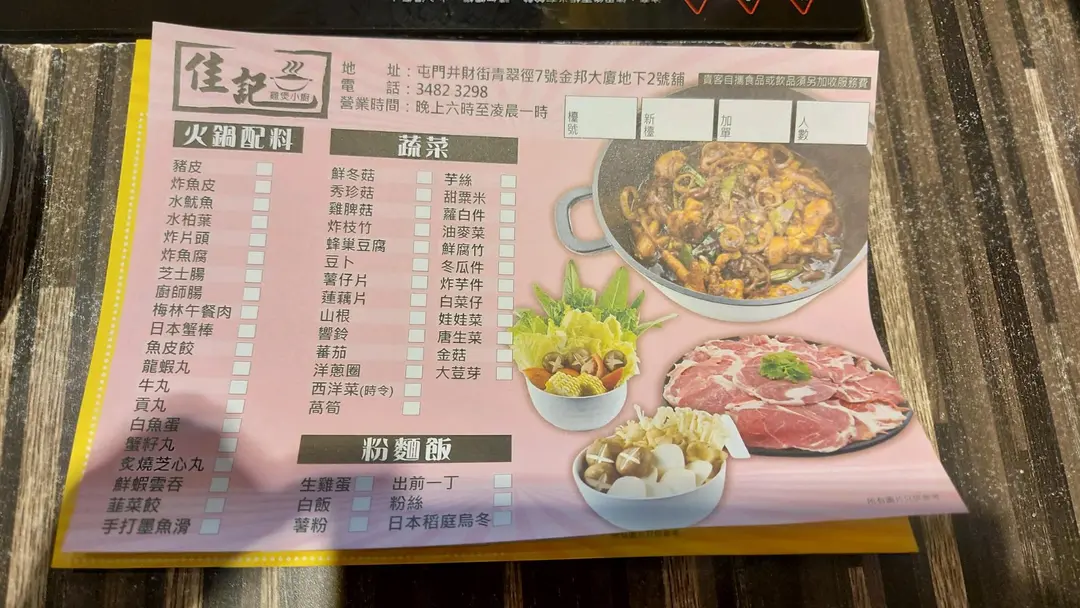 佳記
雞煲小廚
地　　址：屯門井財街青翠徑7號金邦大廈地下2號舖
電　　話：3482 3298
營業時間：晚上六時至凌晨一時
貴客自攜食品或飲品須另加收服務費
檯號
新檯
加單
人數
火鍋配料
豬皮
炸魚皮
水魷魚
水柏葉
炸片頭
炸魚腐
芝士腸
廚師腸
梅林午餐肉
日本蟹棒
魚皮餃
龍蝦丸
牛丸
貢丸
白魚蛋
蟹籽丸
炙燒芝心丸
鮮蝦雲吞
韮菜餃
手打墨魚滑
蔬菜
鮮冬菇
秀珍菇
雞脾菇
炸枝竹
蜂巢豆腐
豆卜
薯仔片
蓮藕片
山根
響鈴
蕃茄
洋蔥圈
西洋菜(時令)
萵筍
芋絲
甜粟米
蘿白件
油麥菜
鮮腐竹
冬瓜件
炸芋件
白菜仔
娃娃菜
唐生菜
金菇
大荳芽
粉麵飯
生雞蛋
白飯
薯粉
出前一丁
粉絲
日本稻庭烏冬